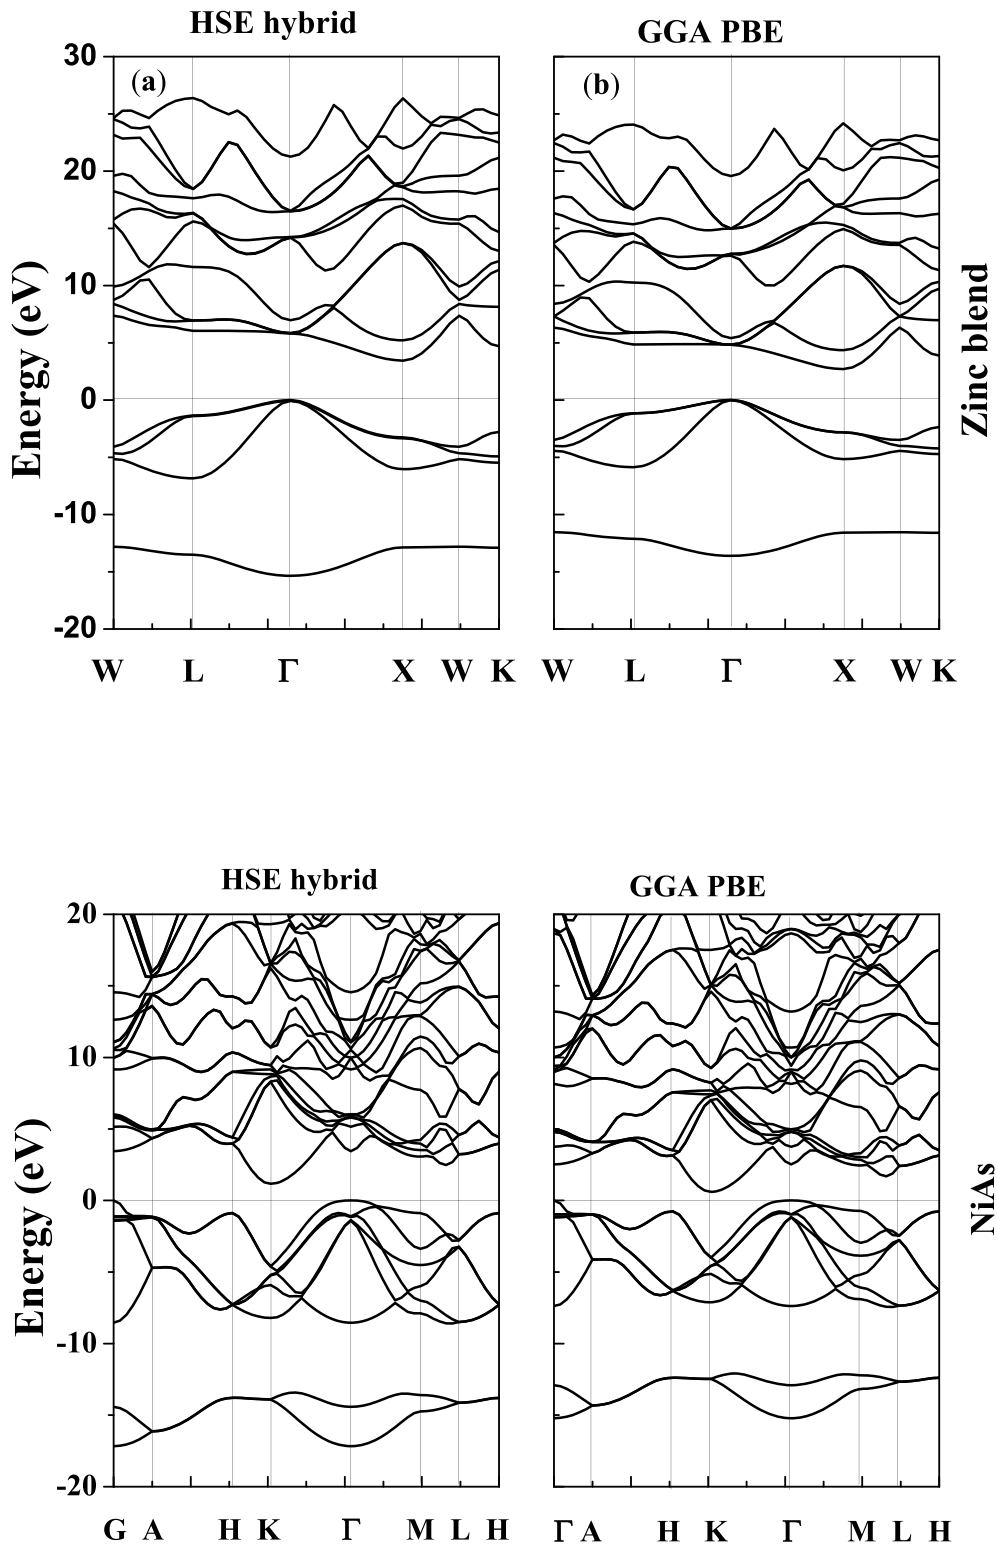 HSE hybrid
GGA PBE
(a)
(b)
30
20
10
0
-10
-20
Energy (eV)
Zinc blend
W L Γ X W K
W L Γ X W K
HSE hybrid
GGA PBE
20
10
0
-10
-20
Energy (eV)
NiAs
G A H K Γ M L H
Γ A H K Γ M L H